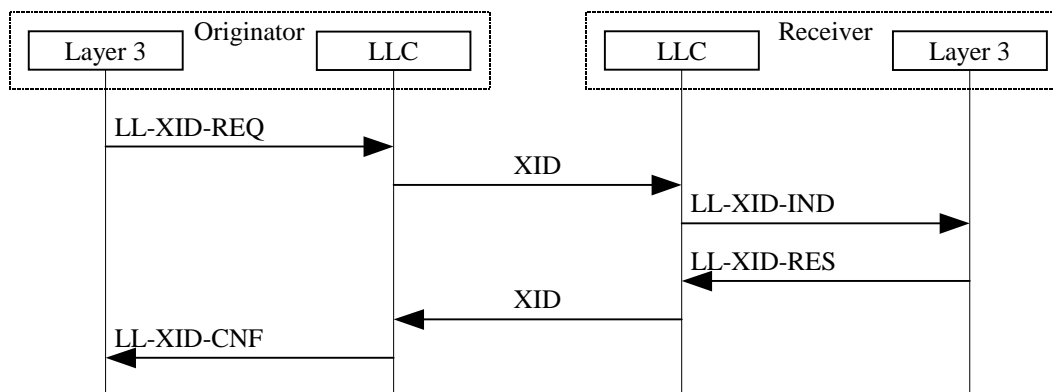 Originator
Receiver
Layer 3
LLC
LLC
Layer 3
LL-XID-REQ
XID
LL-XID-IND
LL-XID-RES
XID
LL-XID-CNF